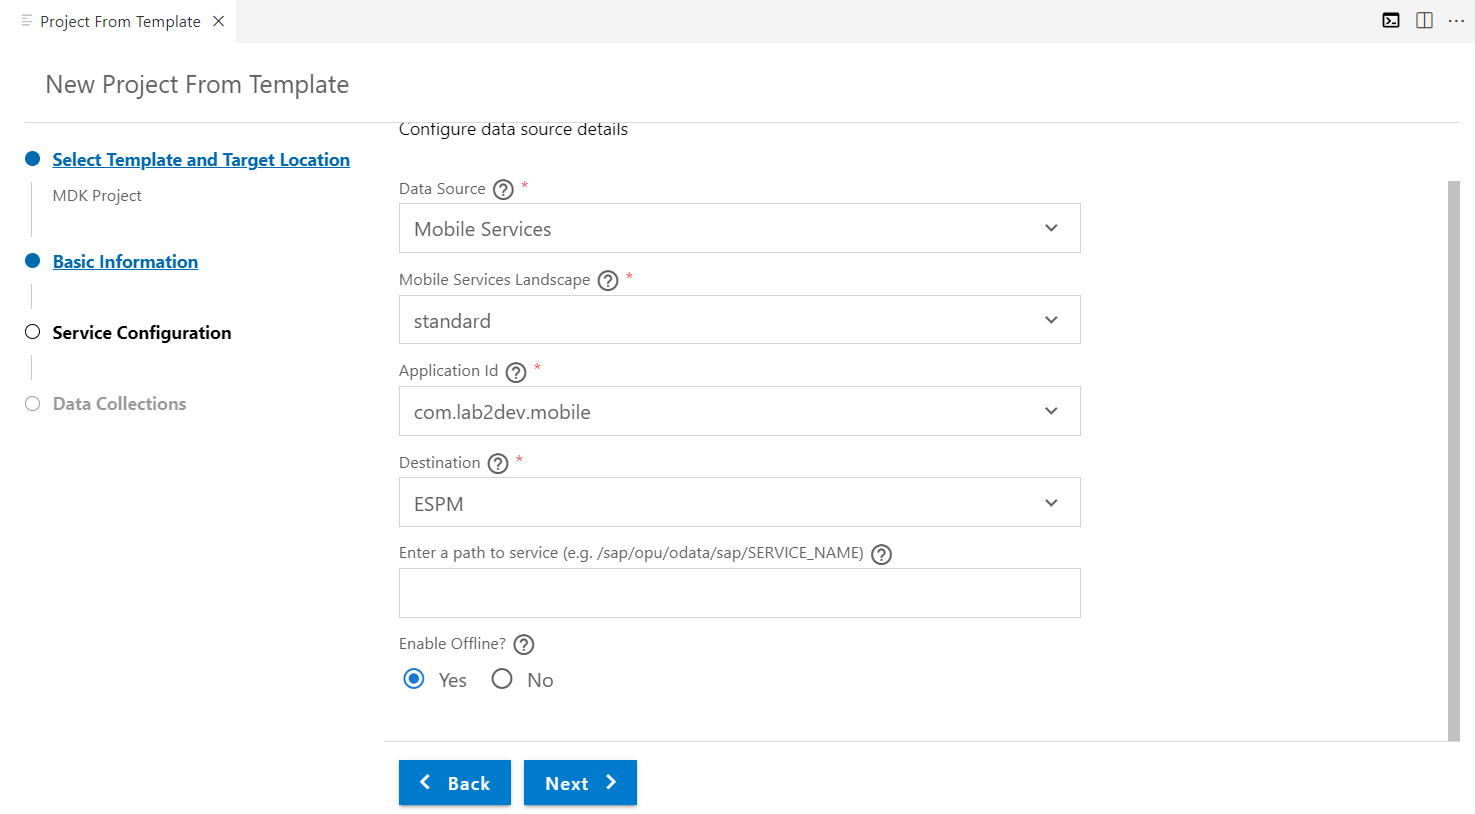 Project From Template
New Project From Template
Select Template and Target Location
MDK Project
Basic Information
Service Configuration
Data Collections
Configure data source details
Data Source ? *
Mobile Services
Mobile Services Landscape ? *
standard
Application Id ? *
com.lab2dev.mobile
Destination ? *
ESPM
Enter a path to service (e.g. /sap/opu/odata/sap/SERVICE_NAME) ?
Enable Offline? ?
Yes No
Back Next